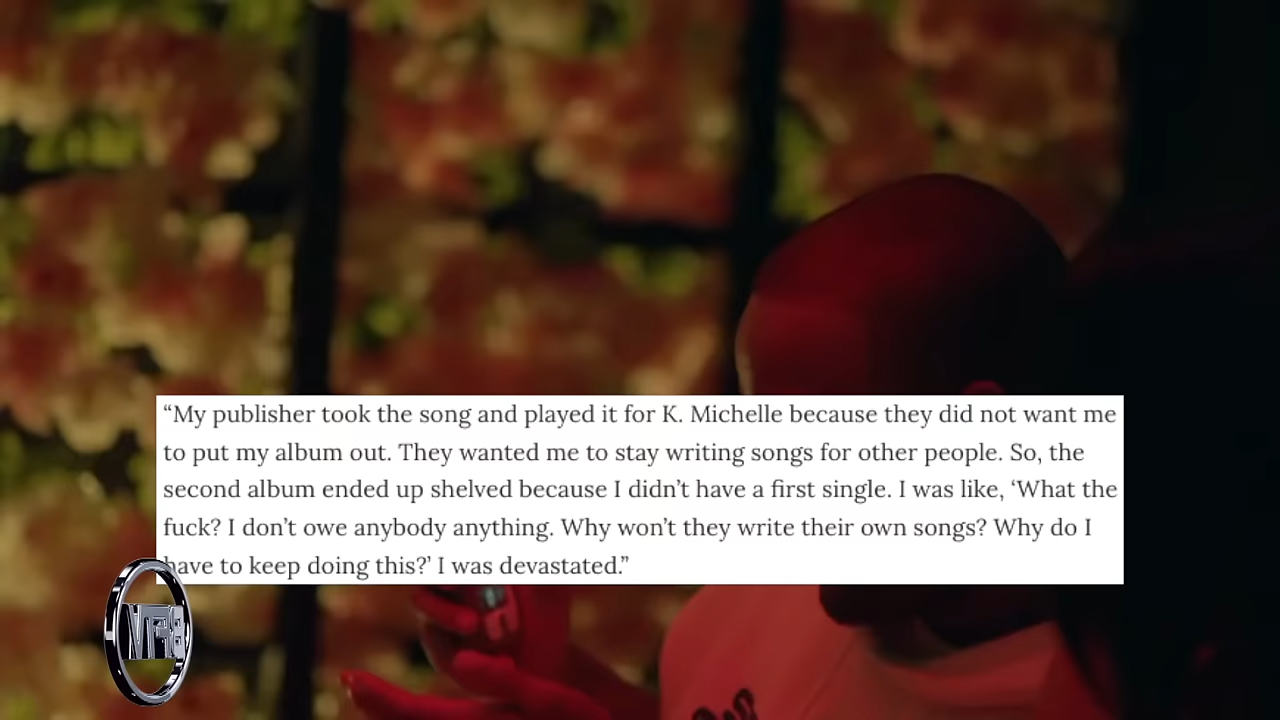 “My publisher took the song and played it for K. Michelle because they did not want me
to put my album out. They wanted me to stay writing songs for other people. So, the
second album ended up shelved because I didn’t have a first single. I was like, ‘What the
fuck? I don’t owe anybody anything. Why won’t they write their own songs? Why do I
have to keep doing this?’ I was devastated.”